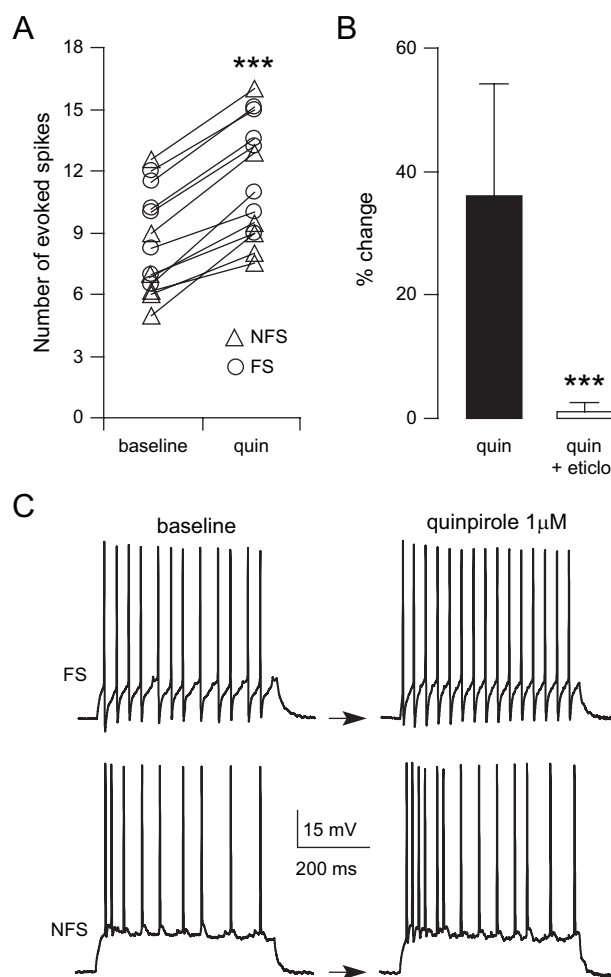 A
18
15
12
9
6
3
0
Number of evoked spikes
***
NFS
FS
baseline
quin
B
60
40
20
0
% change
***
quin
quin
+ eticlo
C
baseline
quinpirole 1μM
FS
15 mV
200 ms
NFS